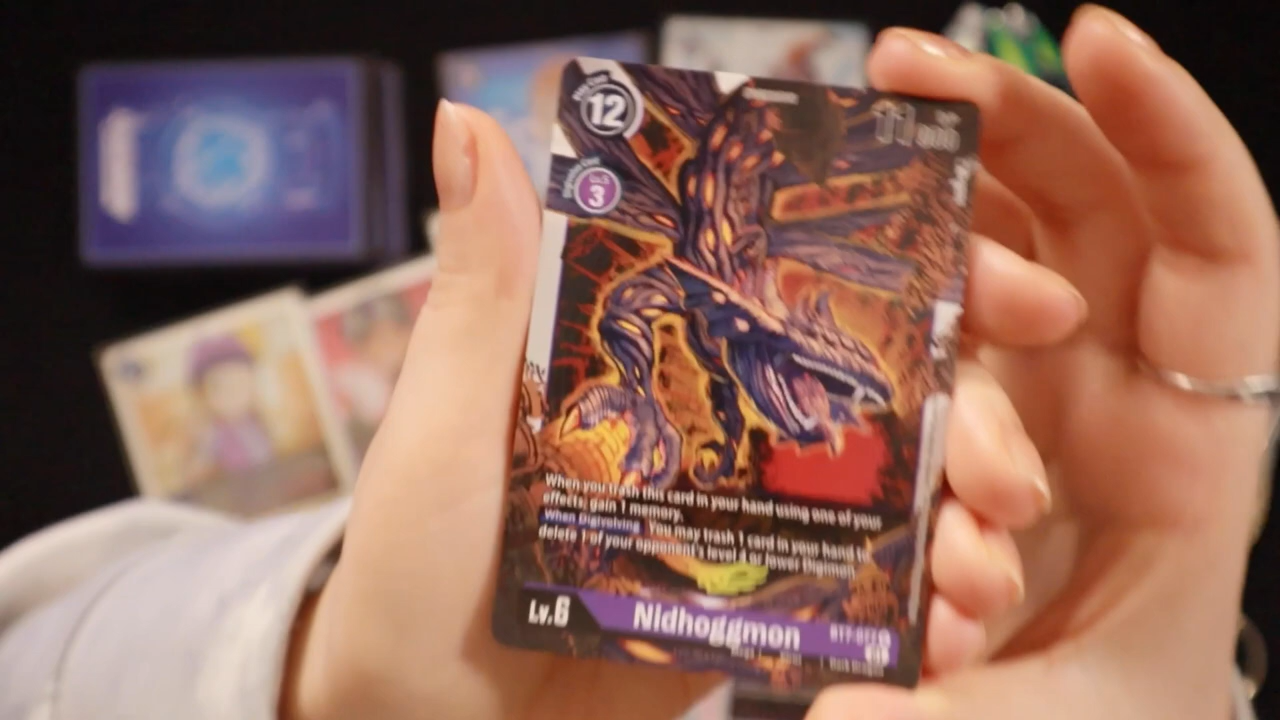 12
11000
3
When you trash this card in your hand using one of your
effects, gain 1 memory.
When Digivolving You may trash 1 card in your hand to
delete 1 of your opponent's level 4 or lower Digimon.
Lv.6
Nidhoggmon